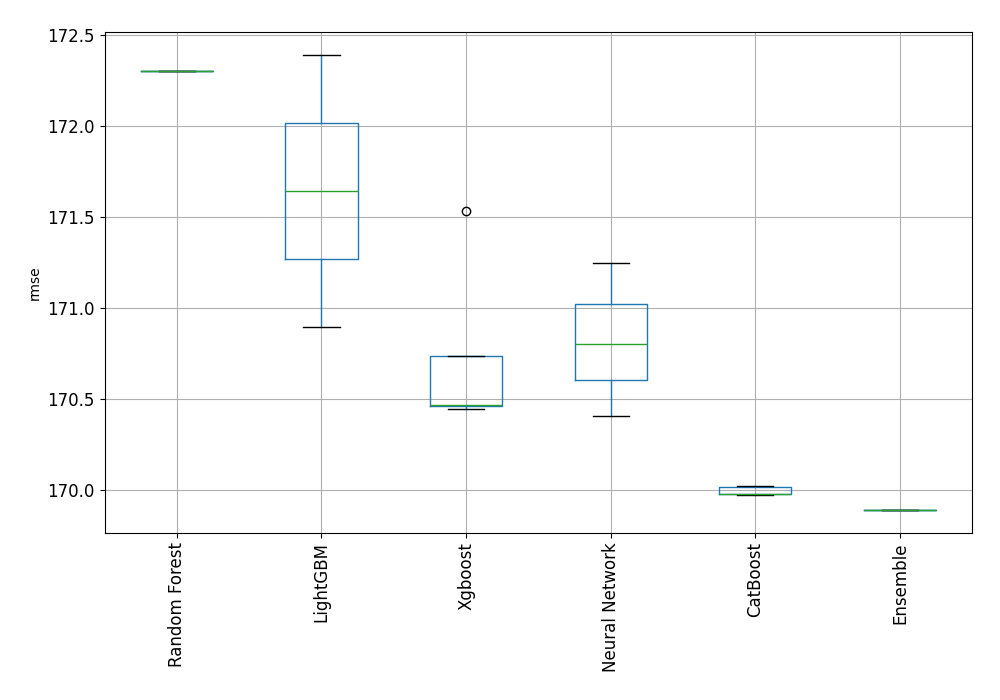 172.5
172.0
171.5
171.0
170.5
170.0
rmse
Random Forest
LightGBM
Xgboost
Neural Network
CatBoost
Ensemble